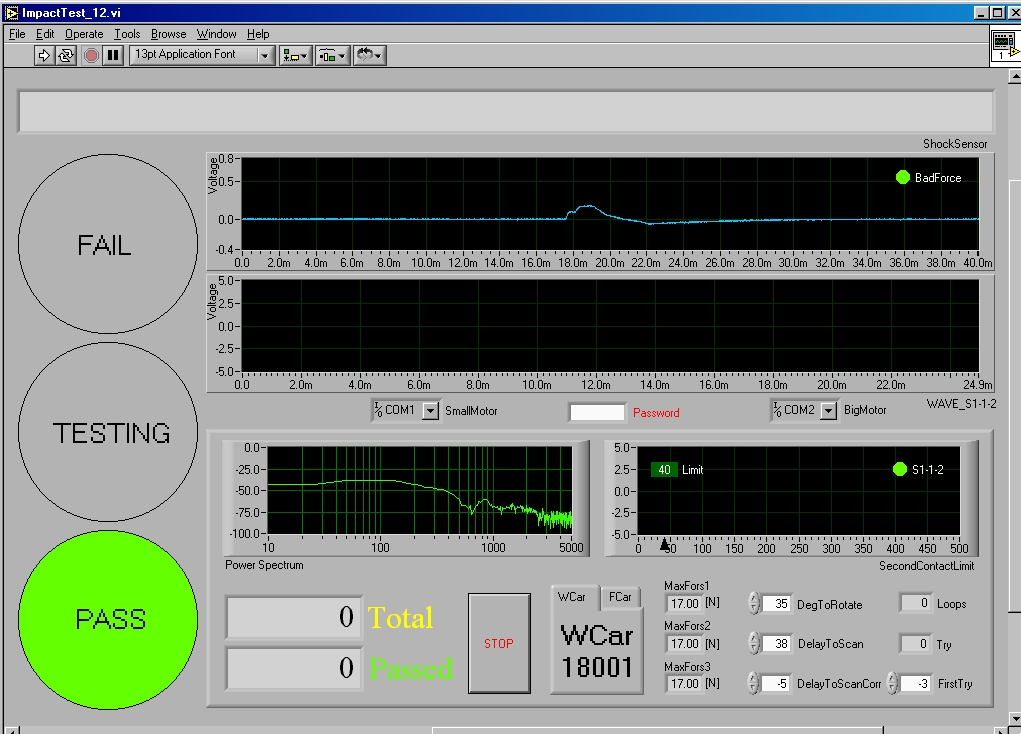 ImpactTest_12.vi
File Edit Operate Tools Browse Window Help
13pt Application Font
1
ShockSensor
FAIL
Voltage
0.8
0.5
0.0
-0.4
BadForce
0.0 2.0m 4.0m 6.0m 8.0m 10.0m 12.0m 14.0m 16.0m 18.0m 20.0m 22.0m 24.0m 26.0m 28.0m 30.0m 32.0m 34.0m 36.0m 38.0m 40.0m
Voltage
5.0
2.5
0.0
-2.5
-5.0
0.0 2.0m 4.0m 6.0m 8.0m 10.0m 12.0m 14.0m 16.0m 18.0m 20.0m 22.0m 24.9m
WAVE_S1-1-2
COM1 SmallMotor Password COM2 BigMotor
TESTING
0.0
-25.0
-50.0
-75.0
-100.0
10 100 1000 5000
Power Spectrum
5.0
2.5
0.0
-2.5
-5.0
40 Limit S1-1-2
0 50 100 150 200 250 300 350 400 450 500
SecondContactLimit
PASS
0 Total
0 Passed
STOP
WCar FCar
WCar
18001
MaxFors1
17.00 [N]
MaxFors2
17.00 [N]
MaxFors3
17.00 [N]
35 DegToRotate 0 Loops
38 DelayToScan 0 Try
-5 DelayToScanCorr -3 FirstTry